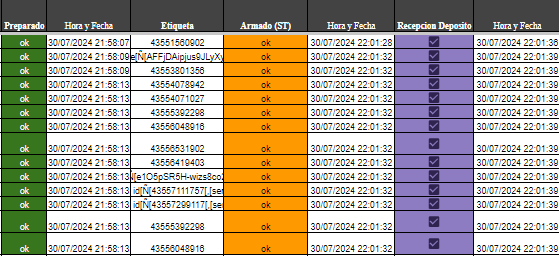 Preparado Hora y Fecha Etiqueta Armado (ST) Hora y Fecha Recepcion Deposito Hora y Fecha
ok 30/07/2024 21:58:07 43551560902 ok 30/07/2024 22:01:28 30/07/2024 22:01:36
ok 30/07/2024 21:58:09 ok 30/07/2024 22:01:32 30/07/2024 22:01:39
ok 30/07/2024 21:58:09 43553801356 ok 30/07/2024 22:01:32 30/07/2024 22:01:39
ok 30/07/2024 21:58:13 43554078942 ok 30/07/2024 22:01:32 30/07/2024 22:01:39
ok 30/07/2024 21:58:13 43554071027 ok 30/07/2024 22:01:32 30/07/2024 22:01:39
ok 30/07/2024 21:58:13 43555392298 ok 30/07/2024 22:01:32 30/07/2024 22:01:39
ok 30/07/2024 21:58:13 43556048916 ok 30/07/2024 22:01:32 30/07/2024 22:01:39
ok 30/07/2024 21:58:13 43556531902 ok 30/07/2024 22:01:32 30/07/2024 22:01:39
ok 30/07/2024 21:58:13 43556419403 ok 30/07/2024 22:01:32 30/07/2024 22:01:39
ok 30/07/2024 21:58:13 ok 30/07/2024 22:01:32 30/07/2024 22:01:39
ok 30/07/2024 21:58:13 id[Ñ[43557111757[,[ser ok 30/07/2024 22:01:32 30/07/2024 22:01:39
ok 30/07/2024 21:58:13 id[Ñ[43557299117[,[ser ok 30/07/2024 22:01:32 30/07/2024 22:01:39
ok 30/07/2024 21:58:13 43555392298 ok 30/07/2024 22:01:32 30/07/2024 22:01:39
ok 30/07/2024 21:58:13 43556048916 ok 30/07/2024 22:01:32 30/07/2024 22:01:39